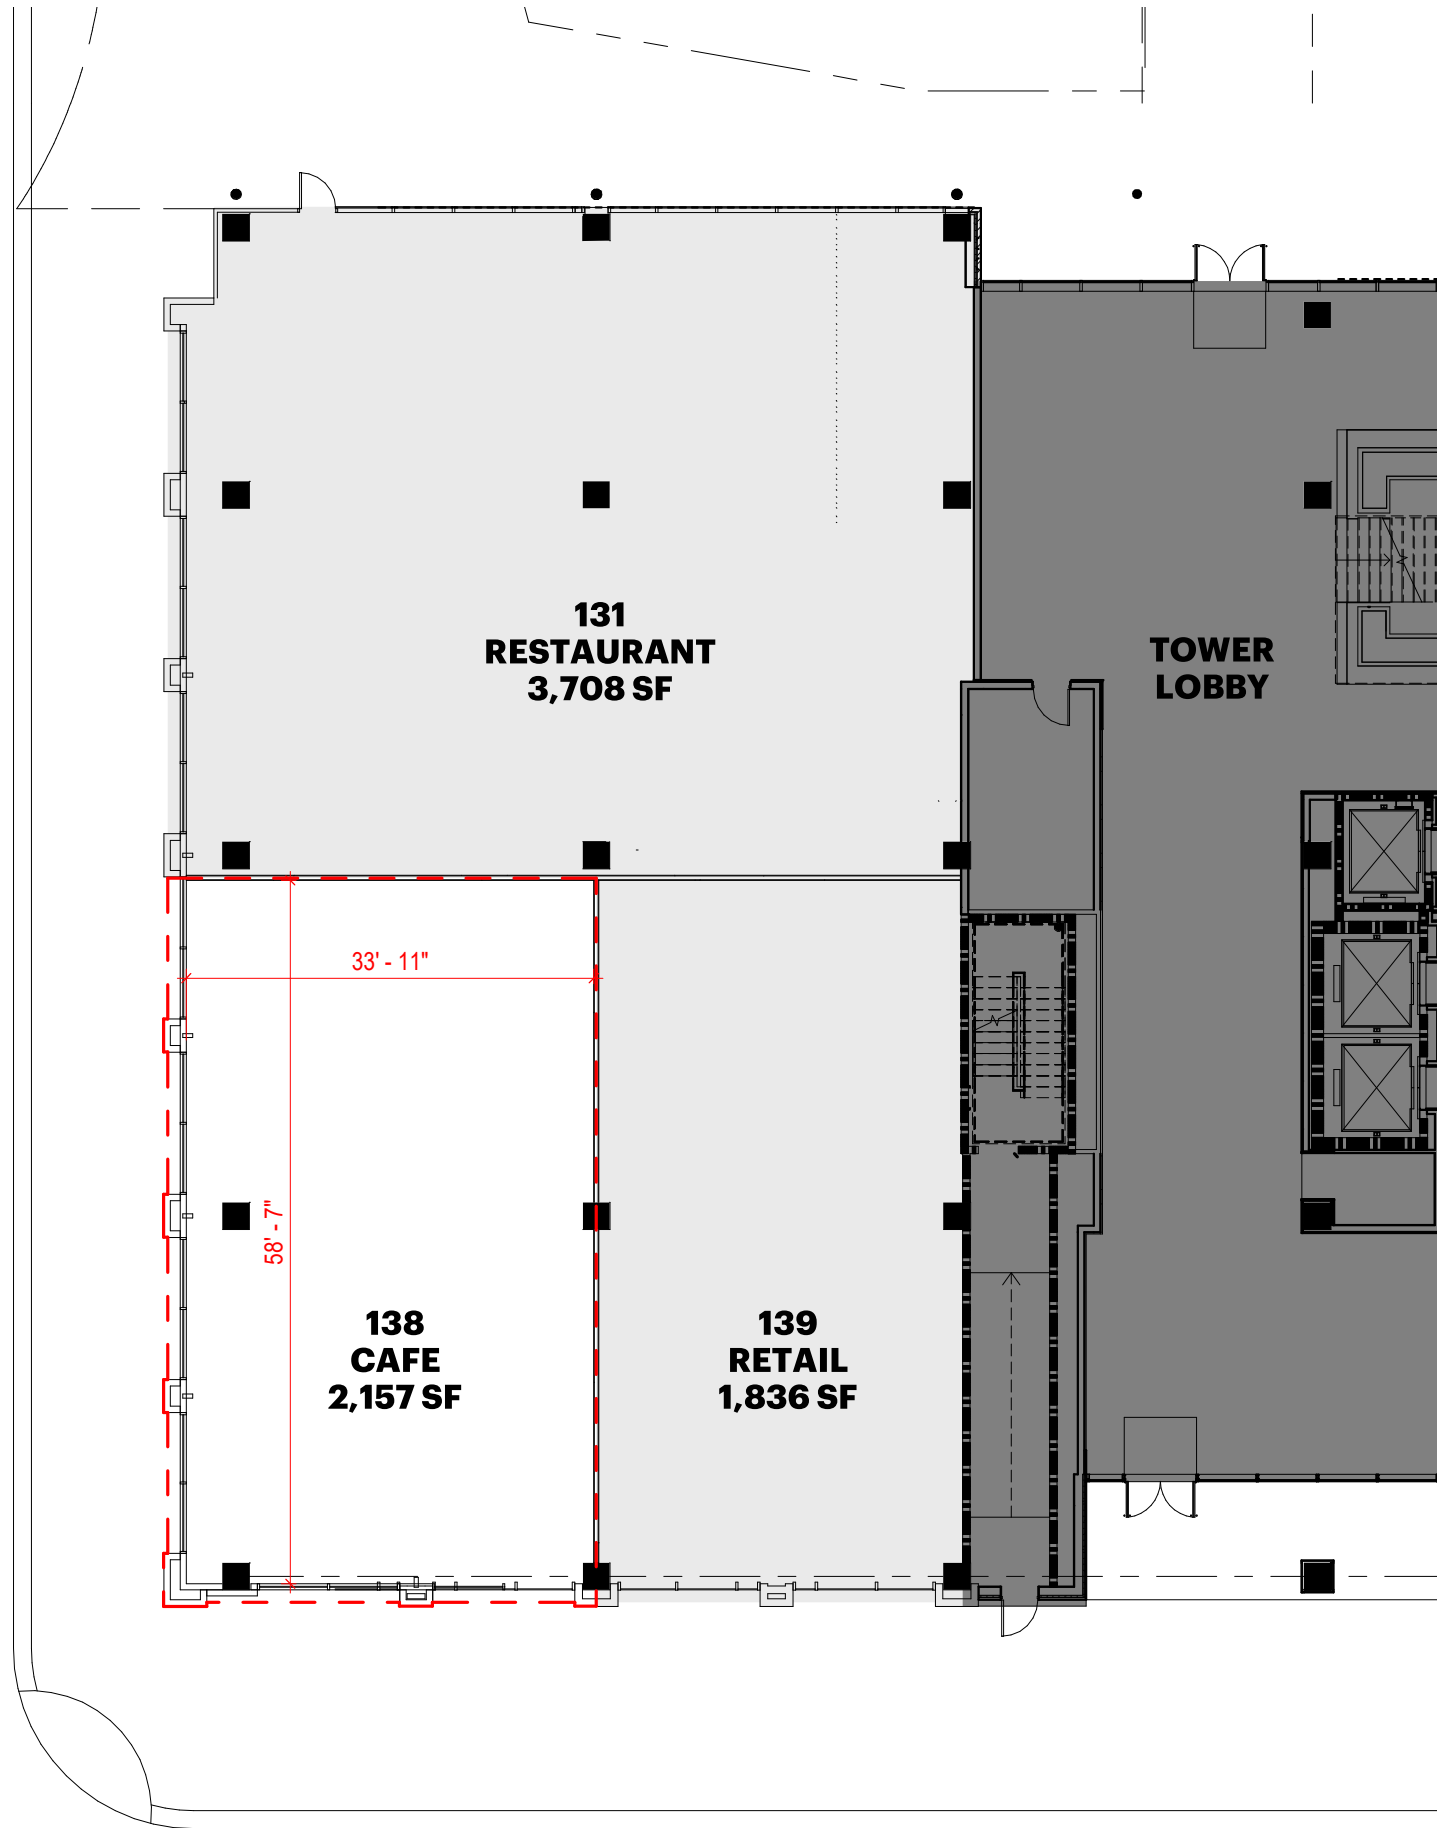 131
RESTAURANT
3,708 SF
TOWER
LOBBY
33' - 11"
58' - 7"
138
CAFE
2,157 SF
139
RETAIL
1,836 SF